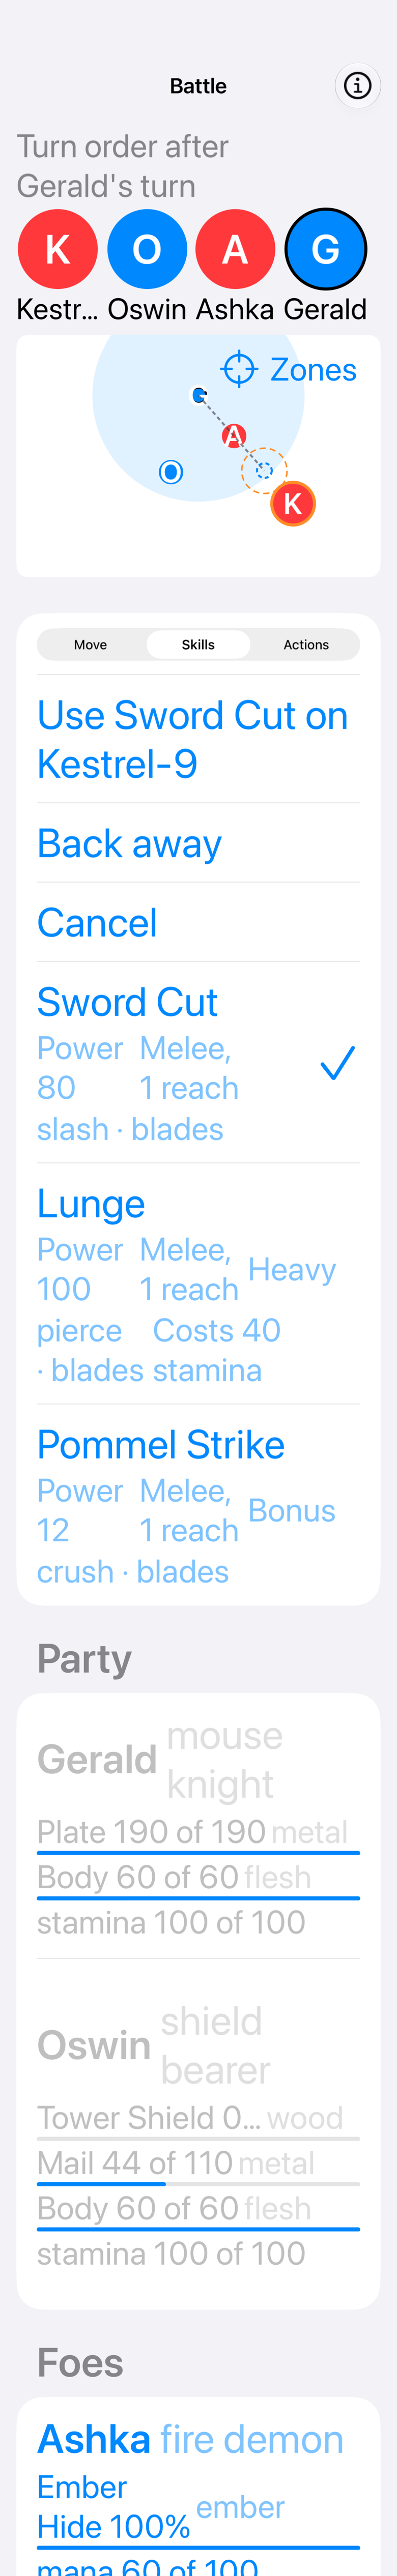 Battle
Turn order after
Gerald's turn
K O A G
Kestr... Oswin Ashka Gerald
Zones
G
A
O
K
Move Skills Actions
Use Sword Cut on
Kestrel-9
Back away
Cancel
Sword Cut
Power Melee,
80 1 reach
slash · blades
Lunge
Power Melee,
100 1 reach
Heavy
pierce Costs 40
· blades stamina
Pommel Strike
Power Melee,
12 1 reach
Bonus
crush · blades
Party
Gerald mouse
knight
Plate 190 of 190 metal
Body 60 of 60 flesh
stamina 100 of 100
Oswin shield
bearer
Tower Shield 0... wood
Mail 44 of 110 metal
Body 60 of 60 flesh
stamina 100 of 100
Foes
Ashka fire demon
Ember
Hide 100% ember
mana 60 of 100